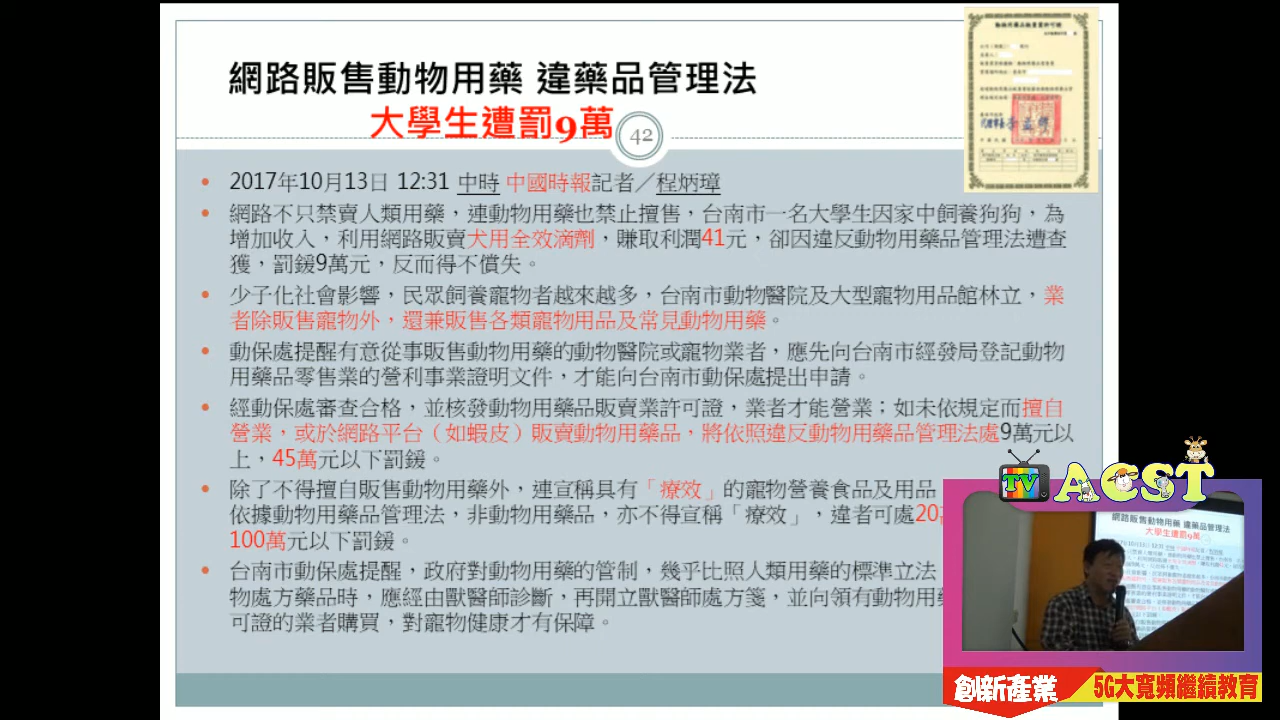 網路販售動物用藥 違藥品管理法
大學生遭罰9萬
42
2017年10月13日 12:31 中時 中國時報記者／程炳璋
網路不只禁賣人類用藥，連動物用藥也禁止擅售，台南市一名大學生因家中飼養狗狗，為
增加收入，利用網路販賣犬用全效滴劑，賺取利潤41元，卻因違反動物用藥品管理法遭查
獲，罰鍰9萬元，反而得不償失。
少子化社會影響，民眾飼養寵物者越來越多，台南市動物醫院及大型寵物用品館林立，業
者除販售寵物外，還兼販售各類寵物用品及常見動物用藥。
動保處提醒有意從事販售動物用藥的動物醫院或寵物業者，應先向台南市經發局登記動物
用藥品零售業的營利事業證明文件，才能向台南市動保處提出申請。
經動保處審查合格，並核發動物用藥品販賣業許可證，業者才能營業；如未依規定而擅自
營業，或於網路平台（如蝦皮）販賣動物用藥品，將依照違反動物用藥品管理法處9萬元以
上，45萬元以下罰鍰。
除了不得擅自販售動物用藥外，連宣稱具有「療效」的寵物營養食品及用品
依據動物用藥品管理法，非動物用藥品，亦不得宣稱「療效」，違者可處20
100萬元以下罰鍰。
台南市動保處提醒，政府對動物用藥的管制，幾乎比照人類用藥的標準立法
物處方藥品時，應經由獸醫師診斷，再開立獸醫師處方箋，並向領有動物用
可證的業者購買，對寵物健康才有保障。
TV ACST
網路販售動物用藥 違藥品管理法
大學生遭罰9萬
創新產業
5G大寬頻繼續教育